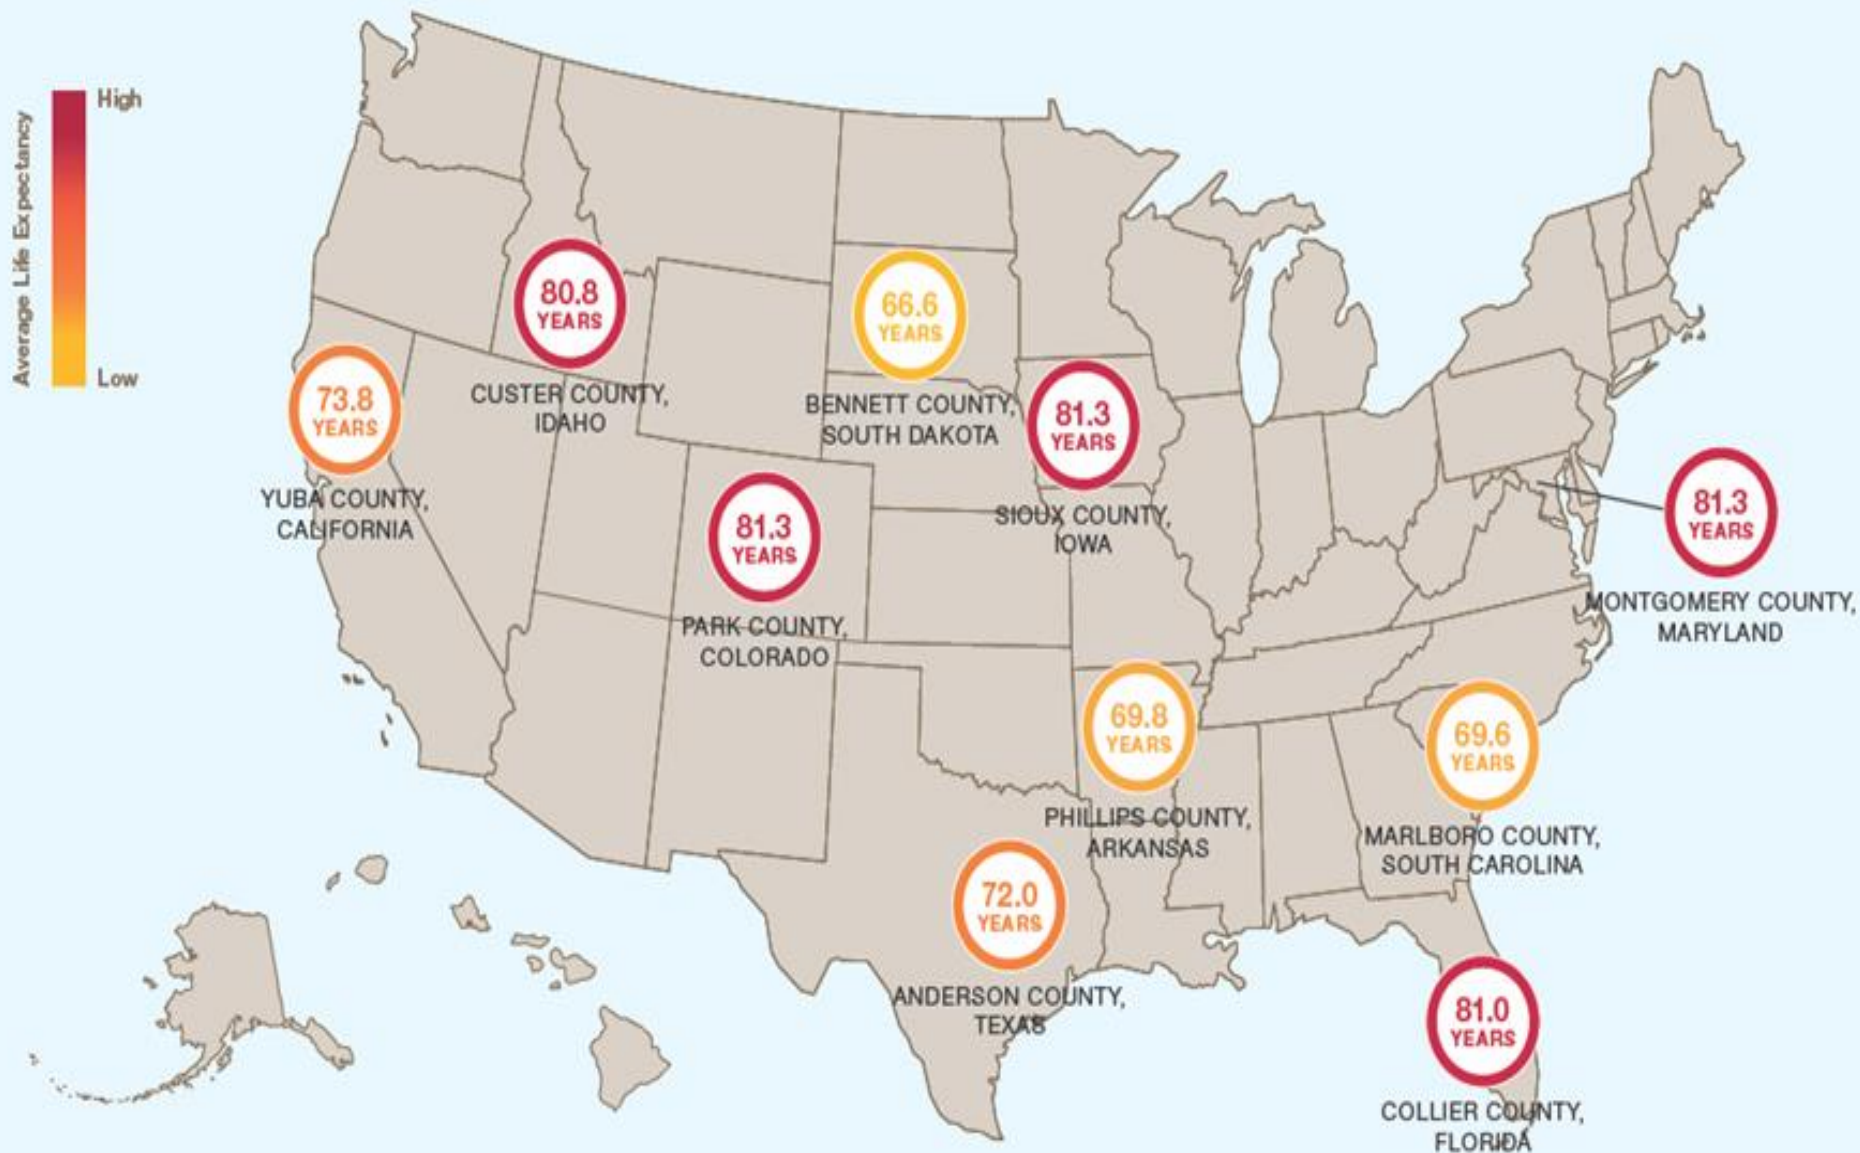 High
Average Life Expectancy
Low
80.8
YEARS
CUSTER COUNTY,
IDAHO
66.6
YEARS
BENNETT COUNTY,
SOUTH DAKOTA
73.8
YEARS
YUBA COUNTY,
CALIFORNIA
81.3
YEARS
SIOUX COUNTY,
IOWA
81.3
YEARS
PARK COUNTY,
COLORADO
81.3
YEARS
MONTGOMERY COUNTY,
MARYLAND
69.8
YEARS
PHILLIPS COUNTY,
ARKANSAS
69.6
YEARS
MARLBORO COUNTY,
SOUTH CAROLINA
72.0
YEARS
ANDERSON COUNTY,
TEXAS
81.0
YEARS
COLLIER COUNTY,
FLORIDA